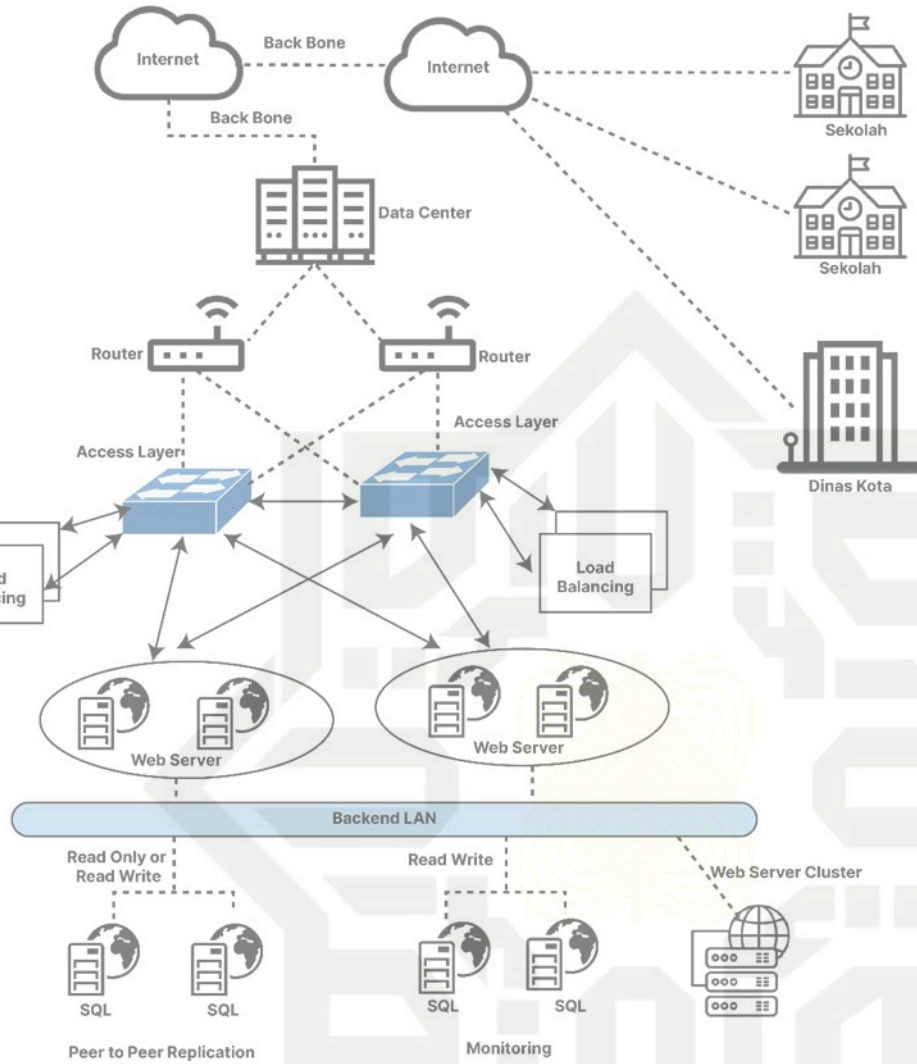 Internet
Back Bone
Internet
Sekolah
Back Bone
Data Center
Sekolah
Router
Router
Access Layer
Access Layer
Dinas Kota
Load
Balancing
d
cing
Web Server
Web Server
Backend LAN
Read Only or
Read Write
Read Write
Web Server Cluster
SQL
SQL
SQL
SQL
Peer to Peer Replication
Monitoring